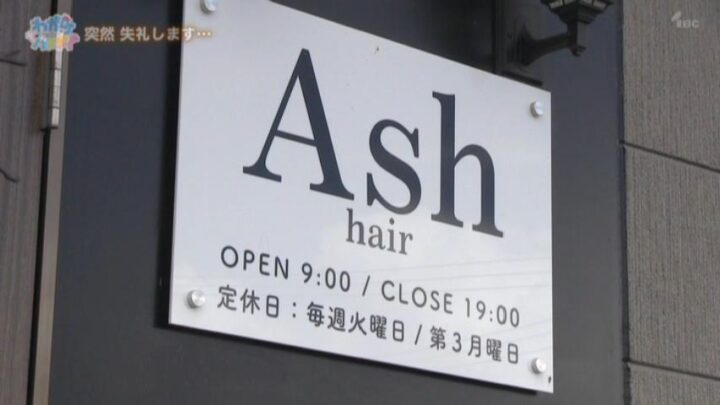 突然 失礼します…
IBC
Ash
hair
OPEN 9:00 / CLOSE 19:00
定休日：毎週火曜日 / 第3月曜日